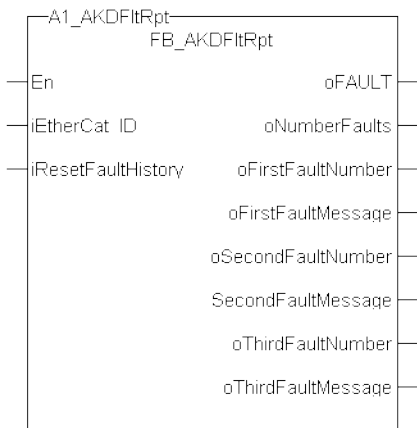 A1_AKDFltRpt
FB_AKDFltRpt
En oFAULT
iEtherCat_ID oNumberFaults
iResetFaultHistory oFirstFaultNumber
oFirstFaultMessage
oSecondFaultNumber
SecondFaultMessage
oThirdFaultNumber
oThirdFaultMessage